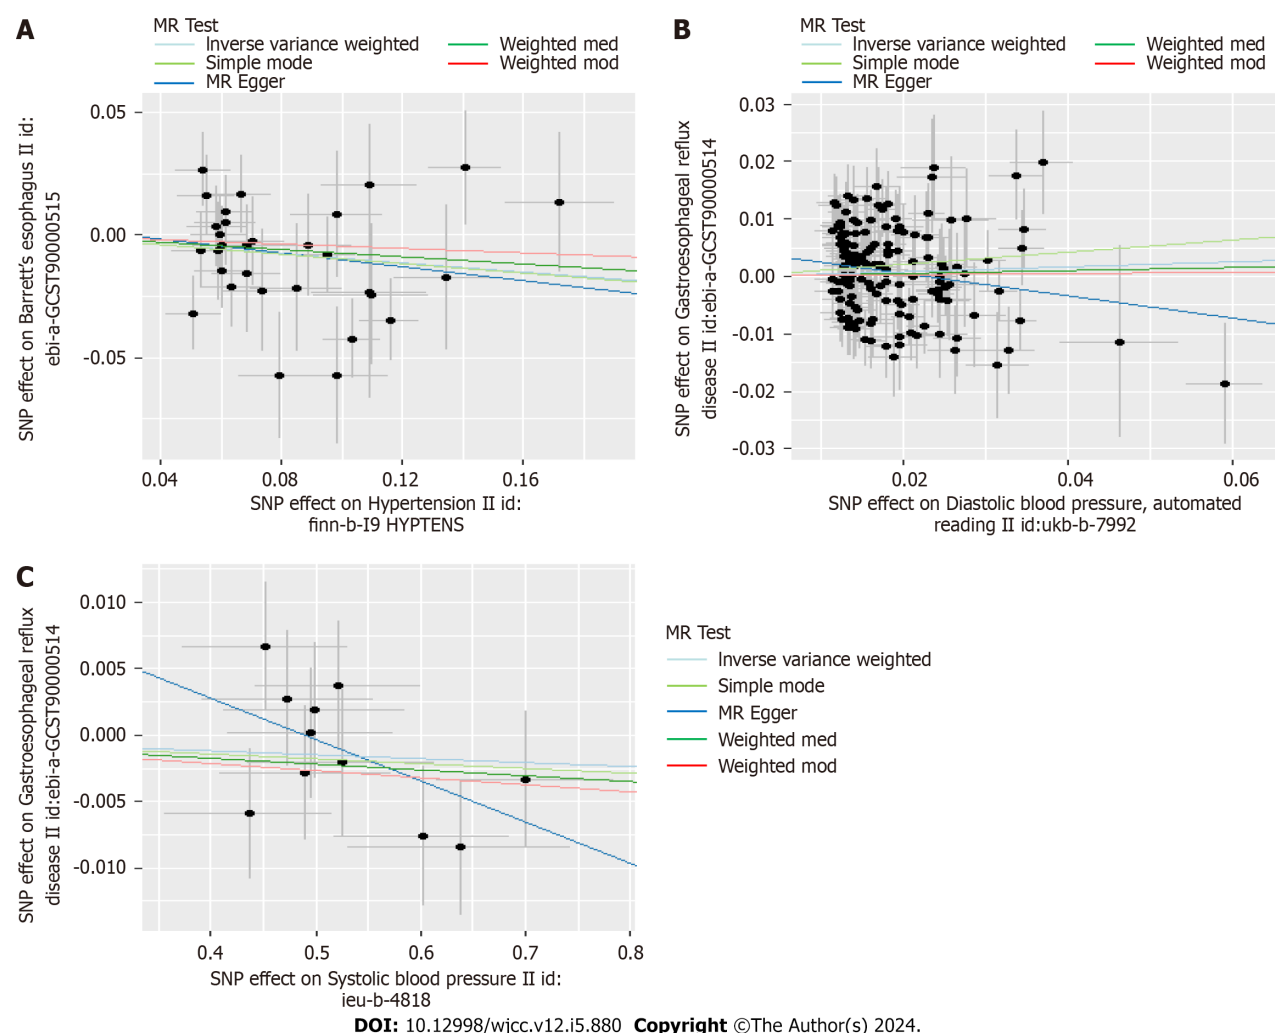 A
MR Test
Inverse variance weighted
Weighted med
Simple mode
Weighted mod
MR Egger
SNP effect on Barrett's esophagus II id:
ebi-a-GCST90000515
0.05
0.00
-0.05
0.04
0.08
0.12
0.16
SNP effect on Hypertension II id:
finn-b-I9 HYPTENS
B
MR Test
Inverse variance weighted
Weighted med
Simple mode
Weighted mod
MR Egger
SNP effect on Gastroesophageal reflux
disease II id:ebi-a-GCST90000514
0.03
0.02
0.01
0.00
-0.01
-0.02
-0.03
0.02
0.04
0.06
SNP effect on Diastolic blood pressure, automated
reading II id:ukb-b-7992
C
SNP effect on Gastroesophageal reflux
disease II id:ebi-a-GCST90000514
0.010
0.005
0.000
-0.005
-0.010
0.4
0.5
0.6
0.7
0.8
SNP effect on Systolic blood pressure II id:
ieu-b-4818
MR Test
Inverse variance weighted
Simple mode
MR Egger
Weighted med
Weighted mod
DOI: 10.12998/wjcc.v12.i5.880 Copyright ©The Author(s) 2024.